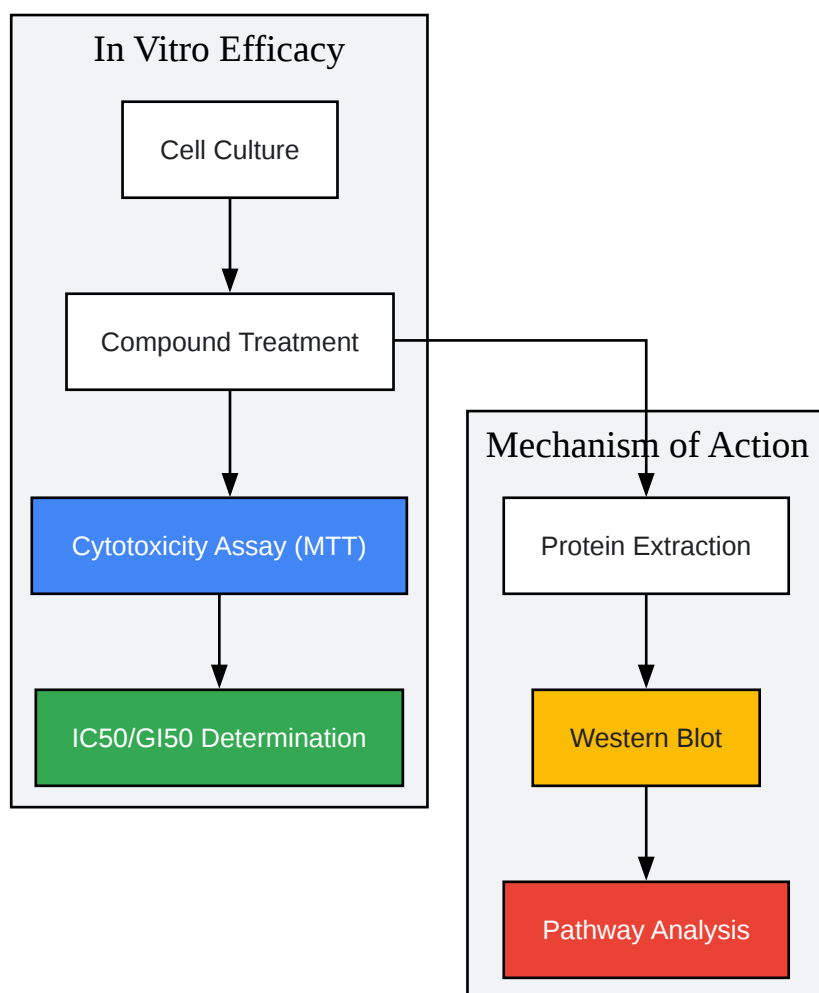 In Vitro Efficacy
Cell Culture
Compound Treatment
Cytotoxicity Assay (MTT)
IC50/GI50 Determination
Mechanism of Action
Protein Extraction
Western Blot
Pathway Analysis